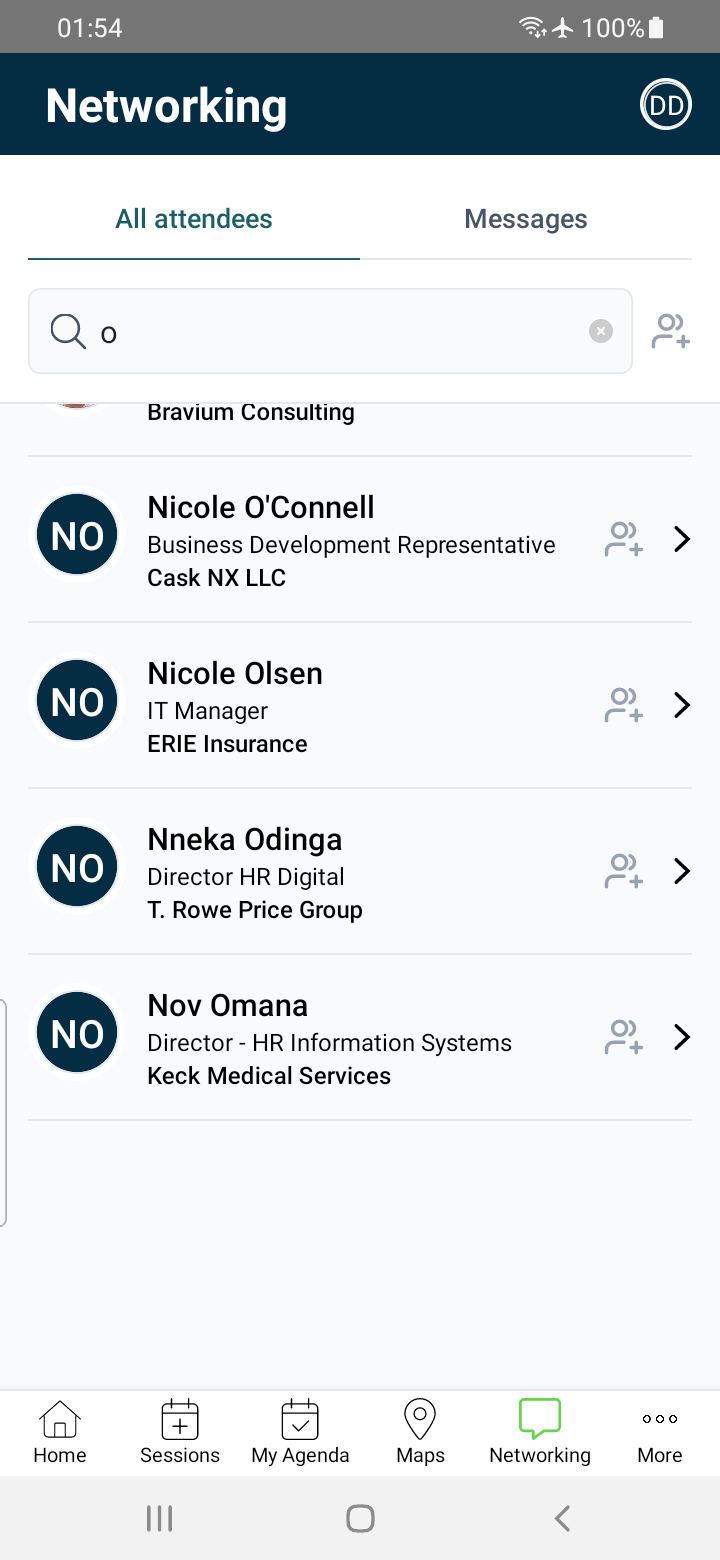 01:54
100%
Networking
DD
All attendees
Messages
o
Bravium Consulting
NO
Nicole O'Connell
Business Development Representative
Cask NX LLC
NO
Nicole Olsen
IT Manager
ERIE Insurance
NO
Nneka Odinga
Director HR Digital
T. Rowe Price Group
NO
Nov Omana
Director - HR Information Systems
Keck Medical Services
Home
Sessions
My Agenda
Maps
Networking
More